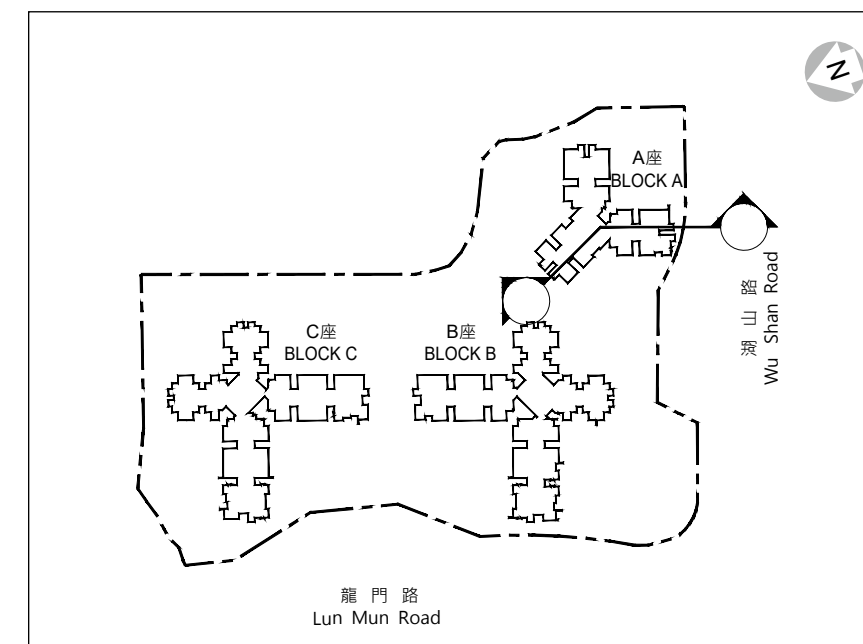 N
A座
BLOCK A
C座
BLOCK C
B座
BLOCK B
湖山路
Wu Shan Road
龍門路
Lun Mun Road